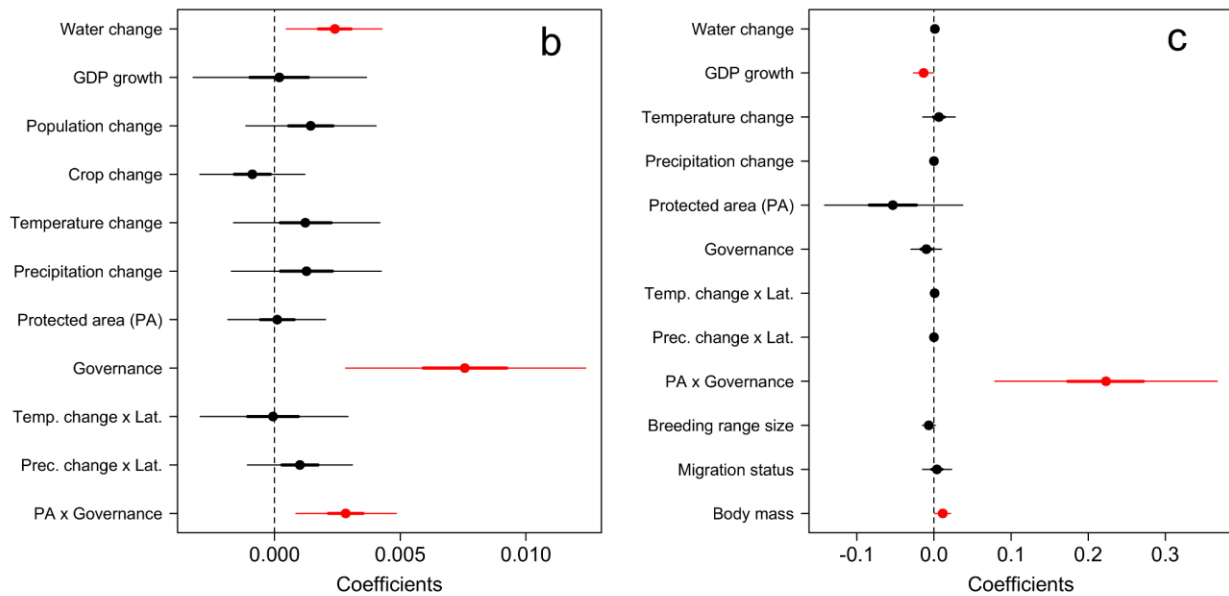 b
Water change
GDP growth
Population change
Crop change
Temperature change
Precipitation change
Protected area (PA)
Governance
Temp. change x Lat.
Prec. change x Lat.
PA x Governance
0.000 0.005 0.010
Coefficients
c
Water change
GDP growth
Temperature change
Precipitation change
Protected area (PA)
Governance
Temp. change x Lat.
Prec. change x Lat.
PA x Governance
Breeding range size
Migration status
Body mass
-0.1 0.0 0.1 0.2 0.3
Coefficients